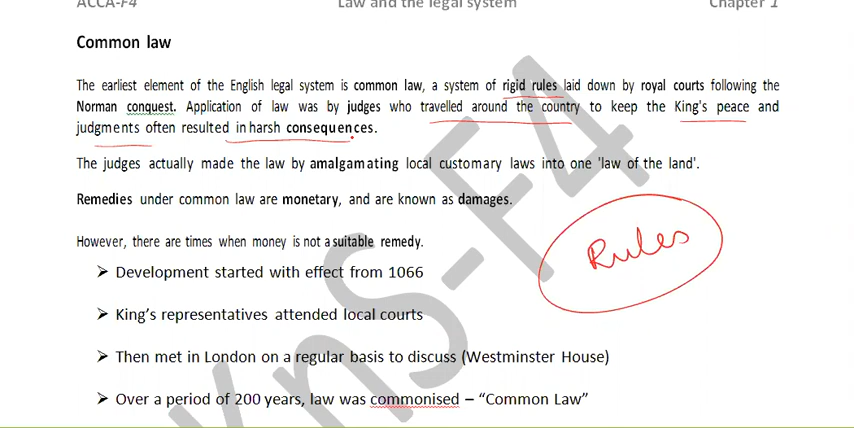 ACCA-F4 Law and the legal system Chapter 1
Common law
The earliest element of the English legal system is common law, a system of rigid rules laid down by royal courts following the
Norman conquest. Application of law was by judges who travelled around the country to keep the King's peace and
judgments often resulted in harsh consequences.
The judges actually made the law by amalgamating local customary laws into one 'law of the land'.
Remedies under common law are monetary, and are known as damages.
However, there are times when money is not a suitable remedy.
Rules
➤ Development started with effect from 1066
➤ King's representatives attended local courts
➤ Then met in London on a regular basis to discuss (Westminster House)
➤ Over a period of 200 years, law was commonised – “Common Law”
KnS-F4